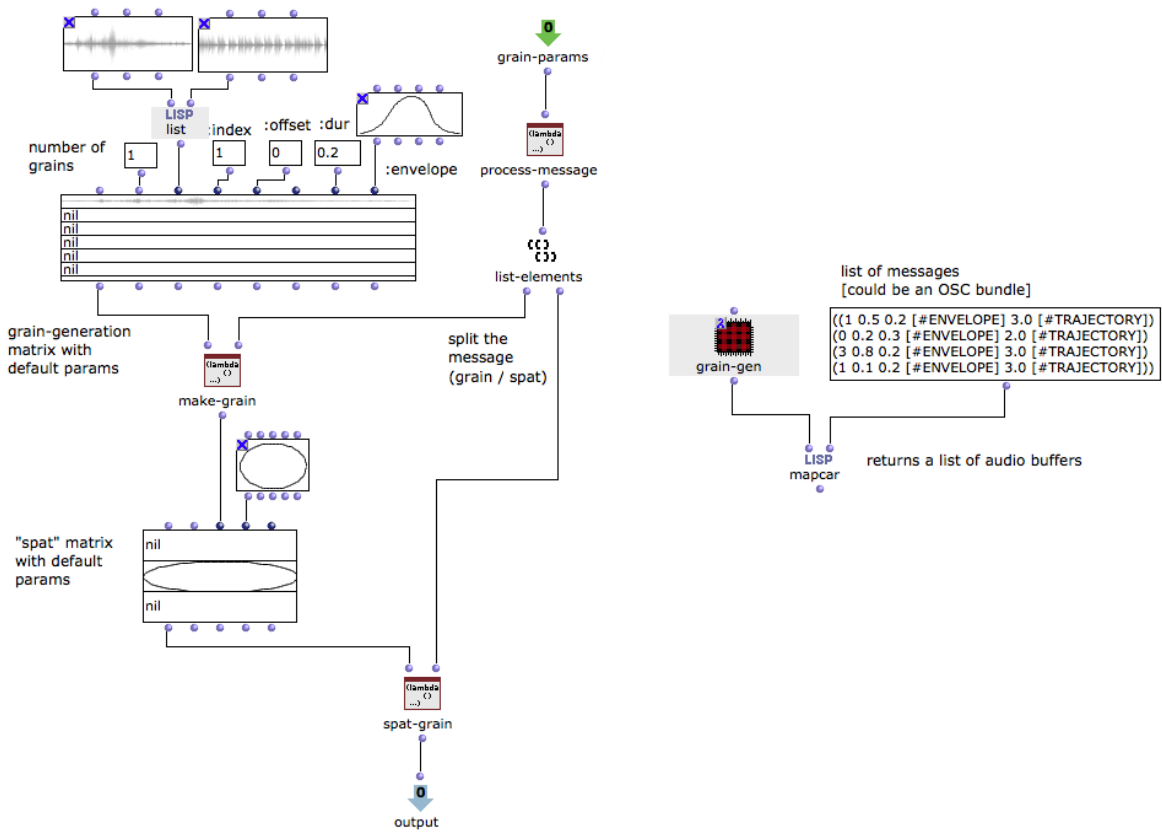 0
grain-params
LISP
list
:index
:offset
:dur
number of
grains
1
1
0
0.2
:envelope
(lambda
()
...)
process-message
nil
nil
nil
nil
nil
(()
())
list-elements
grain-generation
matrix with
default params
(lambda
()
...)
make-grain
split the
message
(grain / spat)
"spat" matrix
with default
params
nil
nil
(lambda
()
...)
spat-grain
0
output
list of messages
[could be an OSC bundle]
2
grain-gen
((1 0.5 0.2 [#ENVELOPE] 3.0 [#TRAJECTORY])
(0 0.2 0.3 [#ENVELOPE] 2.0 [#TRAJECTORY])
(3 0.8 0.2 [#ENVELOPE] 3.0 [#TRAJECTORY])
(1 0.1 0.2 [#ENVELOPE] 3.0 [#TRAJECTORY]))
LISP
mapcar
returns a list of audio buffers